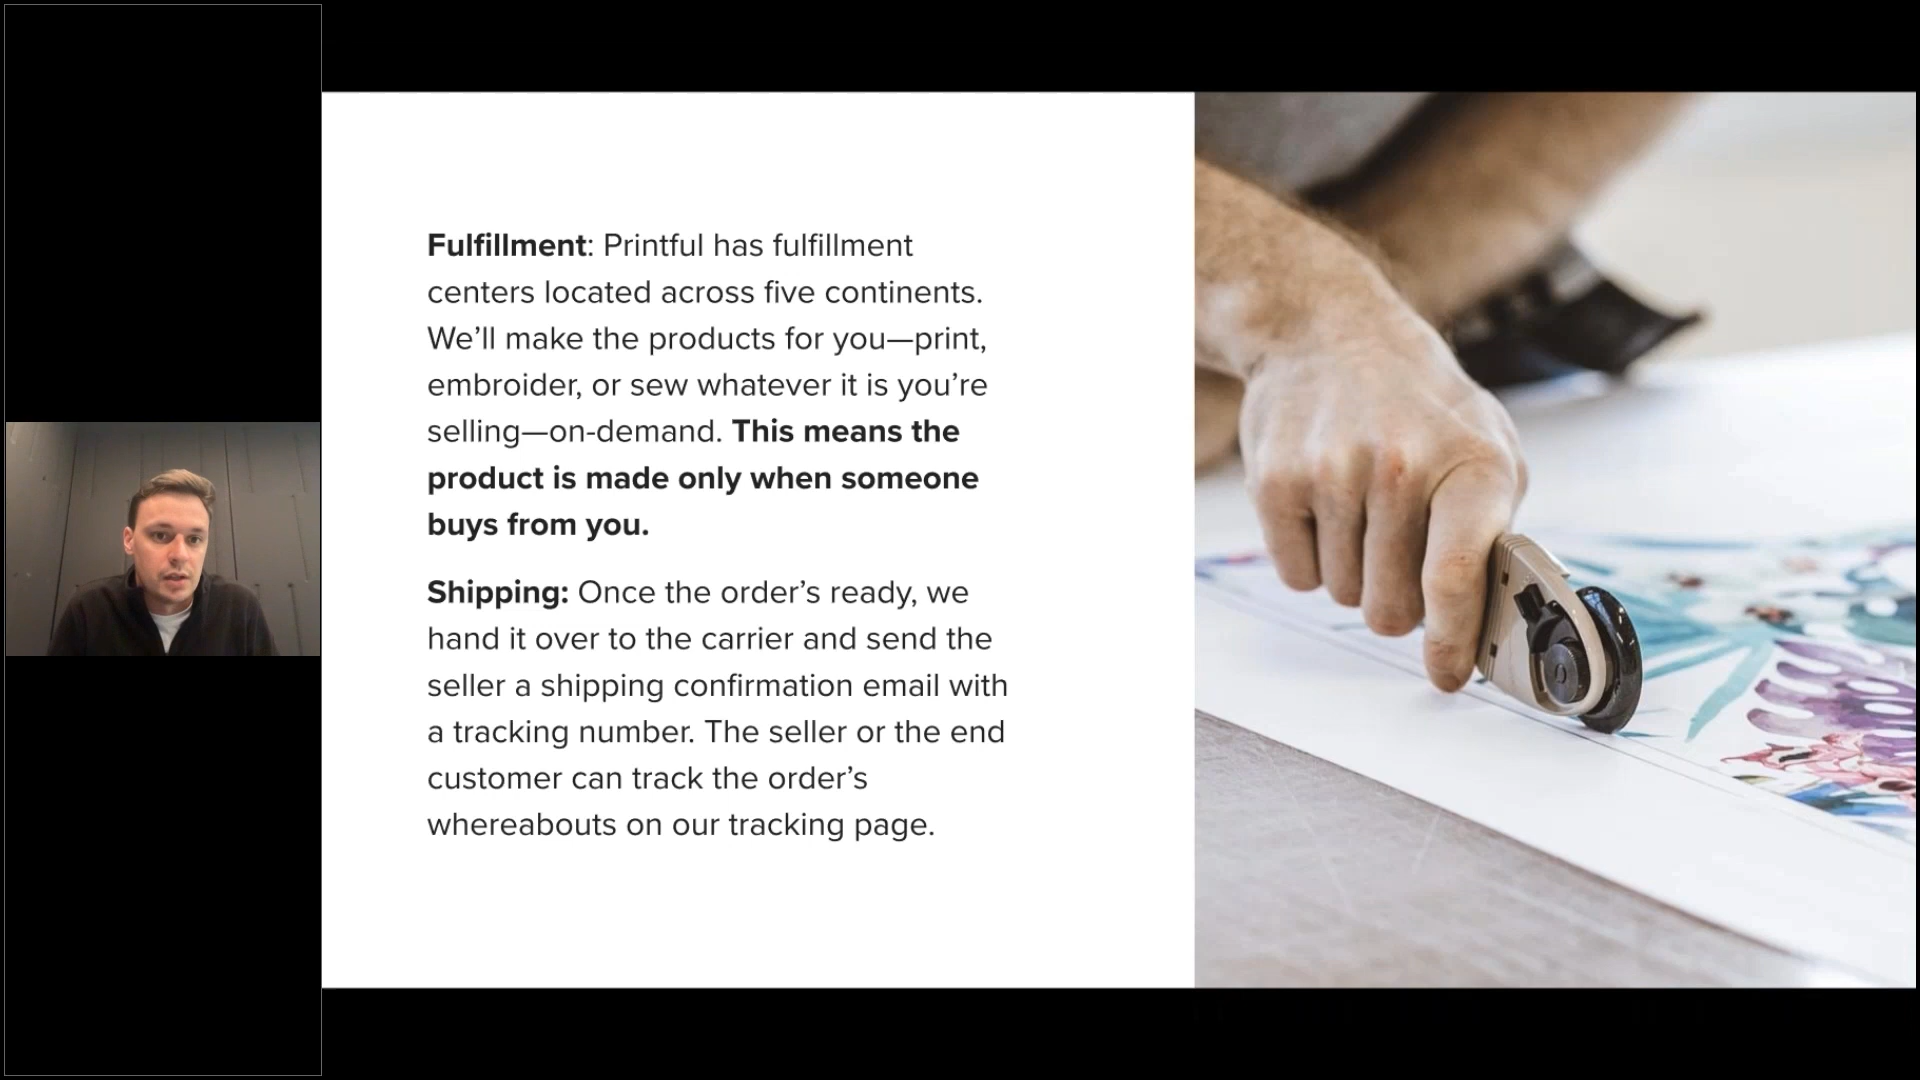 Fulfillment: Printful has fulfillment
centers located across five continents.
We’ll make the products for you—print,
embroider, or sew whatever it is you’re
selling—on-demand. This means the
product is made only when someone
buys from you.
Shipping: Once the order’s ready, we
hand it over to the carrier and send the
seller a shipping confirmation email with
a tracking number. The seller or the end
customer can track the order’s
whereabouts on our tracking page.